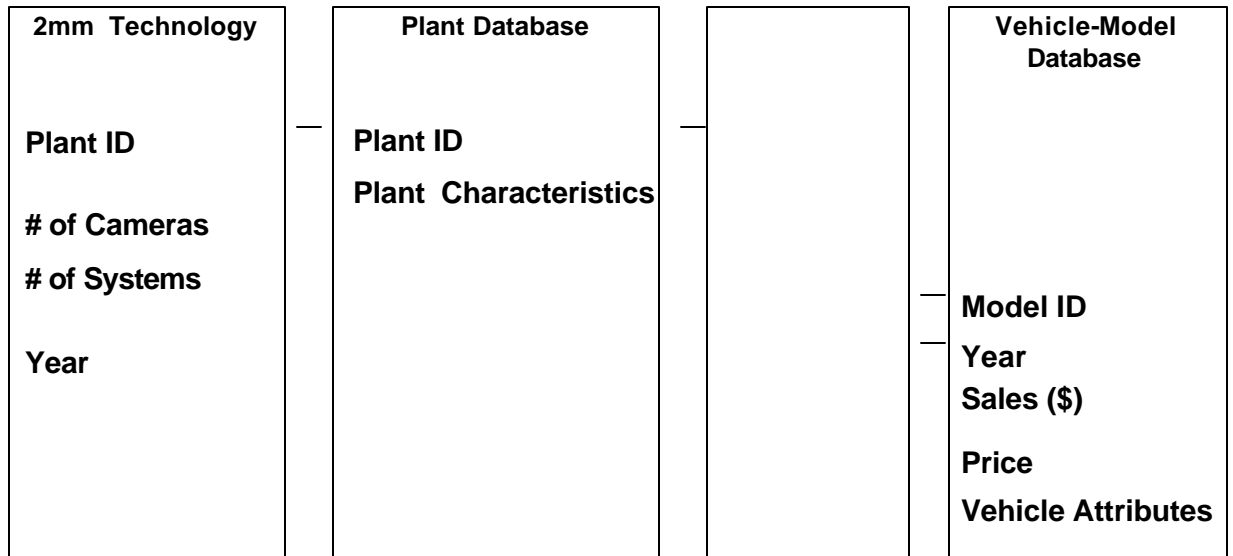 2mm Technology
Plant ID
# of Cameras
# of Systems
Year
Plant Database
Plant ID
Plant Characteristics
Vehicle-Model
Database
Model ID
Year
Sales ($)
Price
Vehicle Attributes